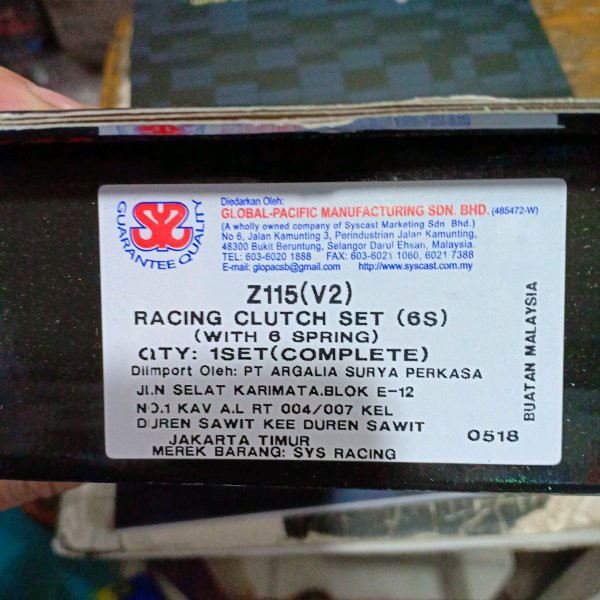 GUARANTEE QUALITY
Diedarkan Oleh:
GLOBAL-PACIFIC MANUFACTURING SDN. BHD. (485472-W)
(A wholly owned company of Syscast Marketing Sdn. Bhd.)
No 6, Jalan Kamunting 3, Perindustrian Jalan Kamunting,
48300 Bukit Beruntung, Selangor Darul Ehsan, Malaysia.
TEL: 603-6020 1888 FAX: 603-6021 1060, 6021 7388
E-mail: glopacsb@gmail.com http://www.syscast.com.my
Z115(V2)
RACING CLUTCH SET (6S)
(WITH 6 SPRING)
QTY: 1SET(COMPLETE)
Diimport Oleh: PT ARGALIA SURYA PERKASA
JLN SELAT KARIMATA.BLOK E-12
NO.1 KAV A.L RT 004/007 KEL
DUREN SAWIT KEE DUREN SAWIT
JAKARTA TIMUR
MEREK BARANG: SYS RACING
0518
BUATAN MALAYSIA